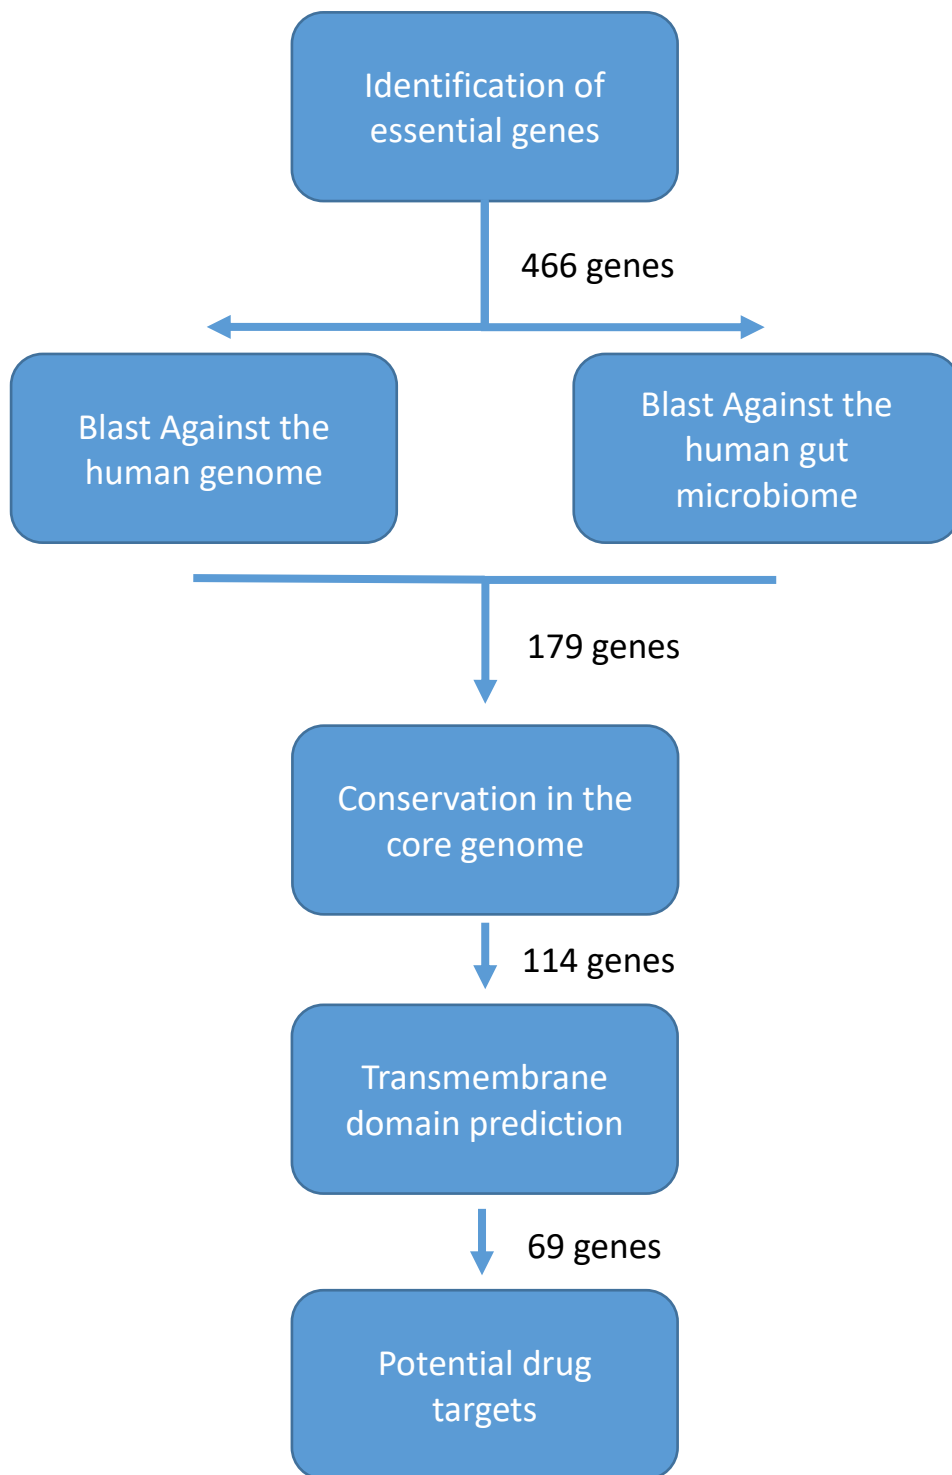 Identification of
essential genes
466 genes
Blast Against the
human genome
Blast Against the
human gut
microbiome
179 genes
Conservation in the
core genome
114 genes
Transmembrane
domain prediction
69 genes
Potential drug
targets